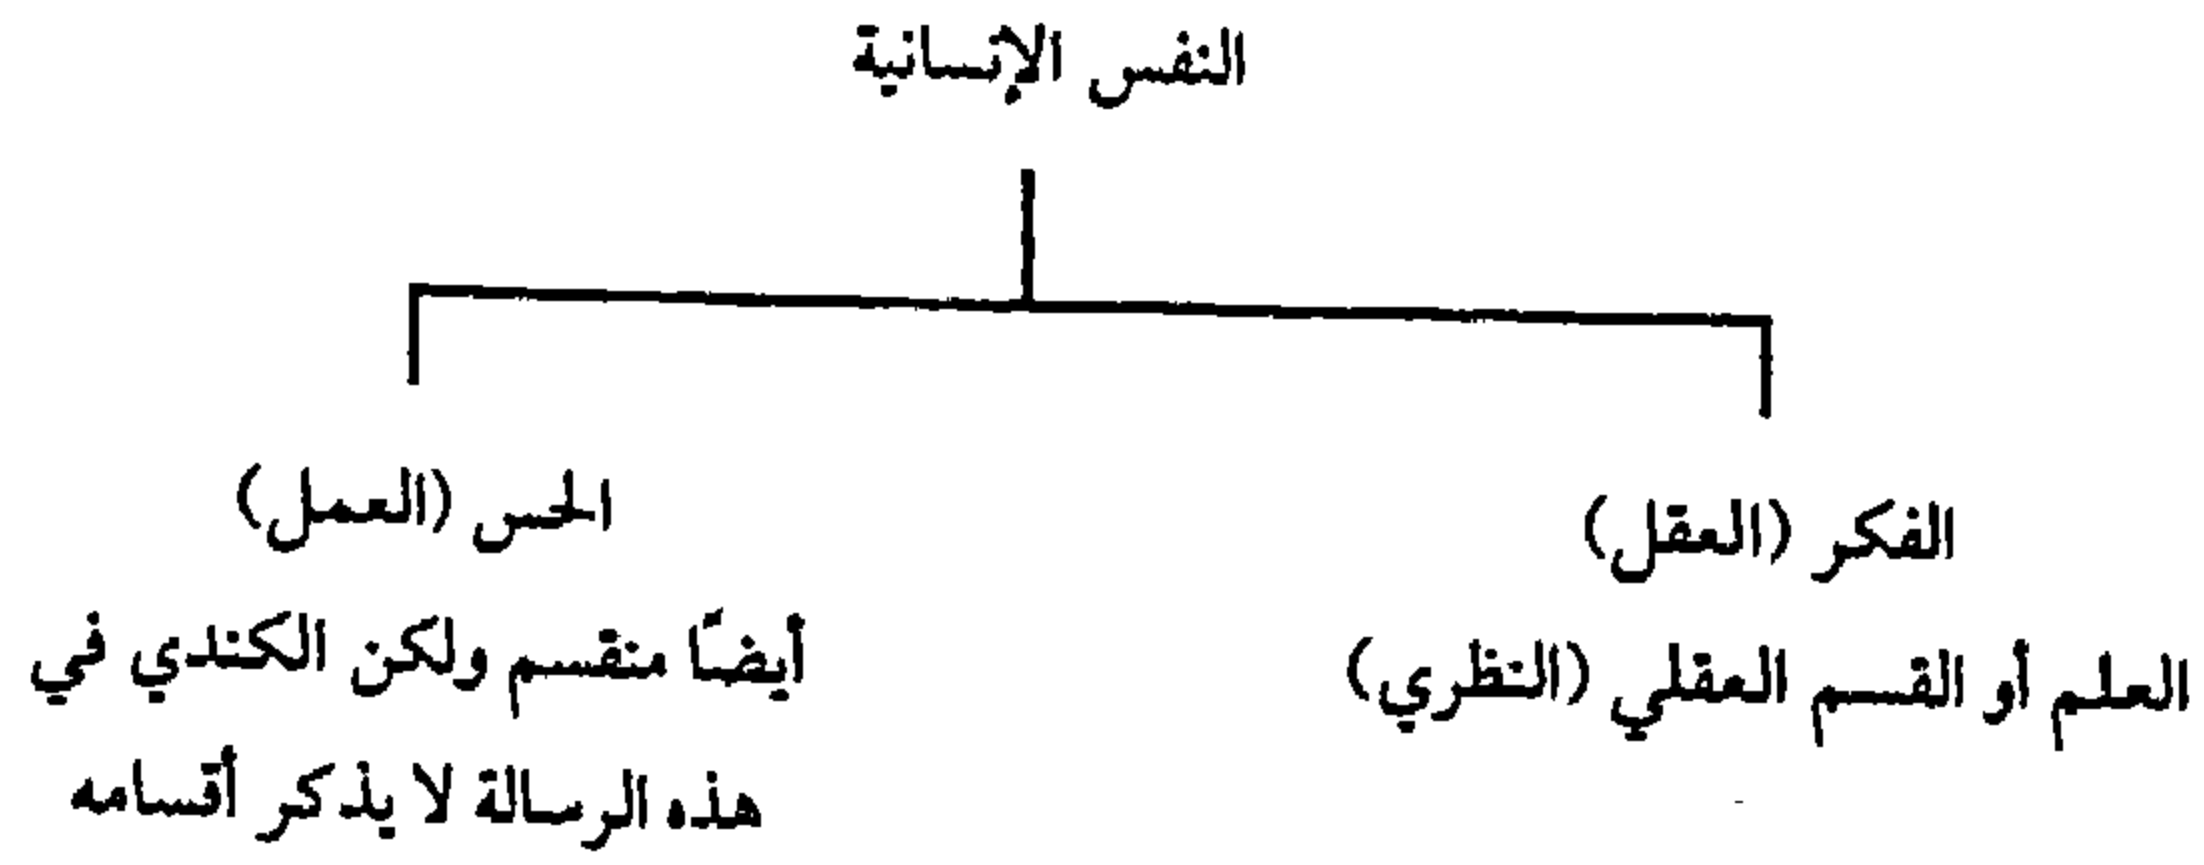 النفس الإنسانية
الفكر (العقل)
العلم أو القسم العقلي (النظري)
الحس (العمل)
أيضًا منقسم ولكن الكندي في
هذه الرسالة لا يذكر أقسامه